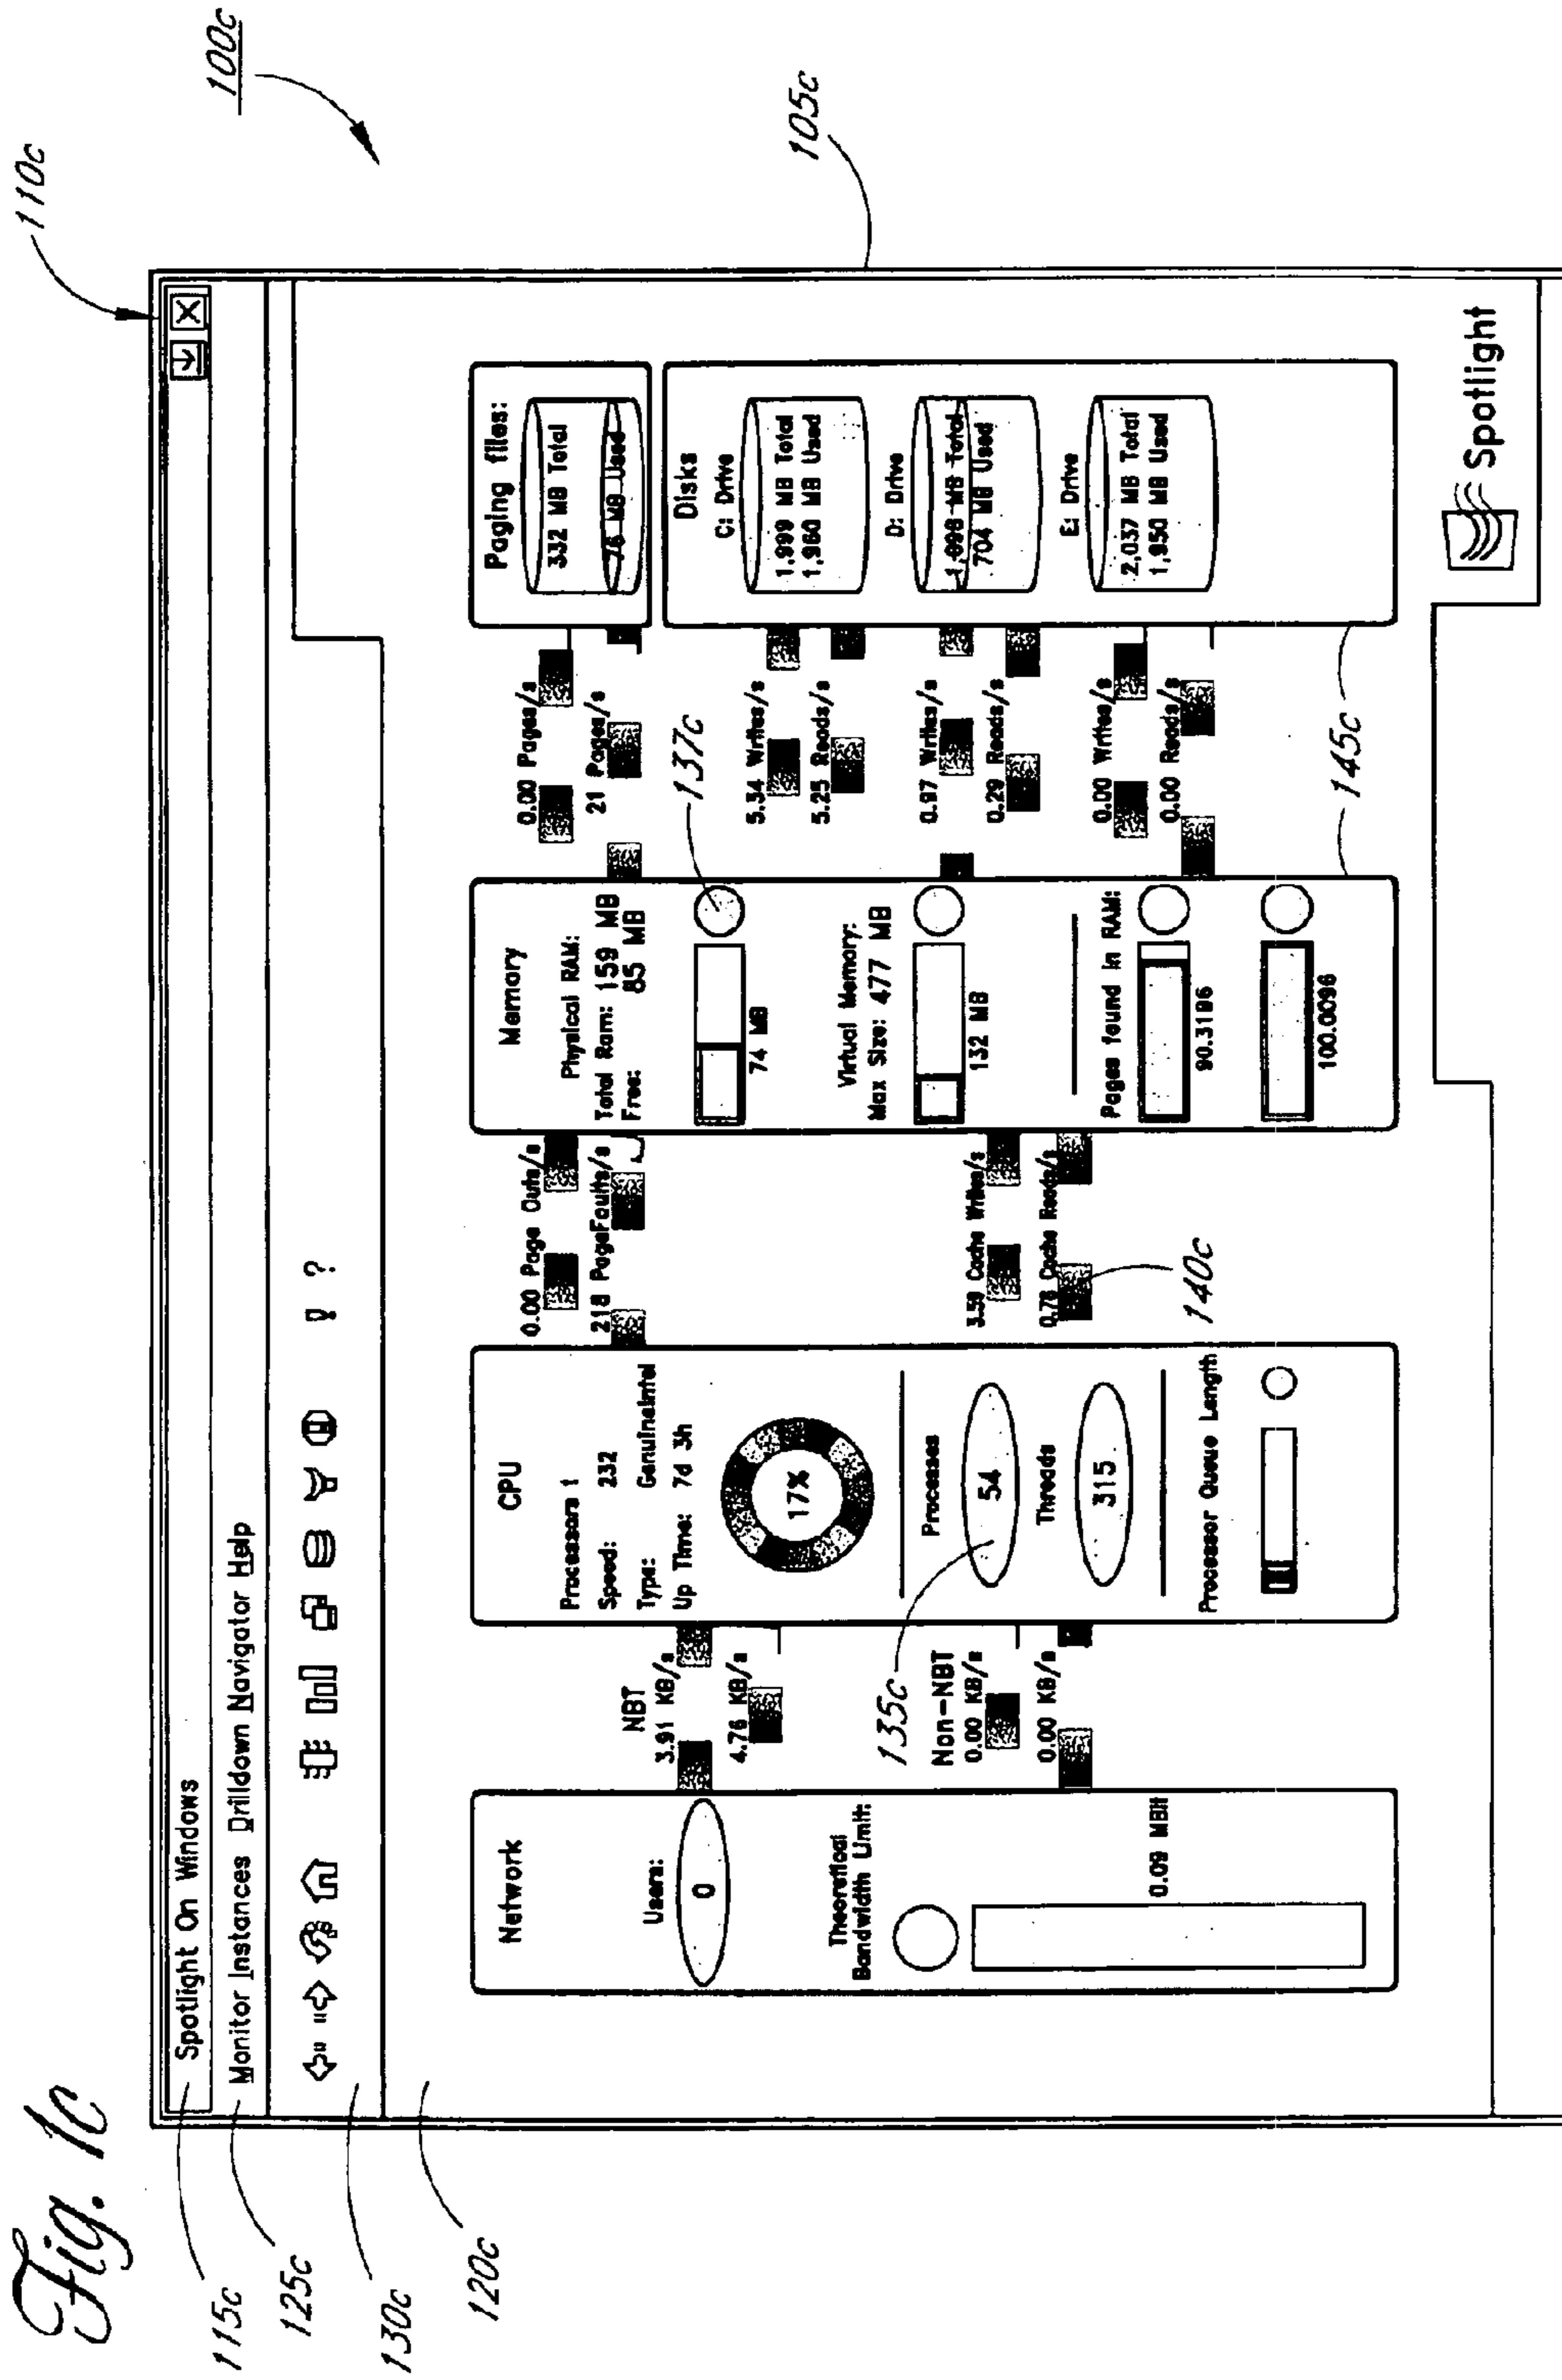 Fig. 1c
100c
110c
115c
Spotlight On Windows
125c
Monitor Instances Drilldown Navigator Help
130c
!
?
120c
105c
Network
Users:
0
Theoretical
Bandwidth Limit:
0.09 MBit
NBT
3.91 KB/s
4.76 KB/s
135c
Non-NBT
0.00 KB/s
0.00 KB/s
CPU
Processors 1
Speed: 232
Type: GenuineIntel
Up Time: 7d 3h
17%
Processes
54
Threads
315
Processor Queue Length
0.00 Page Outs/s
218 PageFaults/s
3.59 Cache Writes/s
0.78 Cache Reads/s
140c
Memory
Physical RAM:
Total Ram: 159 MB
Free: 85 MB
74 MB
Virtual Memory:
Max Size: 477 MB
132 MB
Pages found in RAM:
90.3196
100.0096
137c
0.00 Pages/s
21 Pages/s
5.34 Writes/s
5.25 Reads/s
0.97 Writes/s
0.29 Reads/s
0.00 Writes/s
0.00 Reads/s
145c
Paging files:
332 MB Total
76 MB Used
Disks
C: Drive
1,999 MB Total
1,960 MB Used
D: Drive
1,098 MB Total
704 MB Used
E: Drive
2,037 MB Total
1,950 MB Used
Spotlight